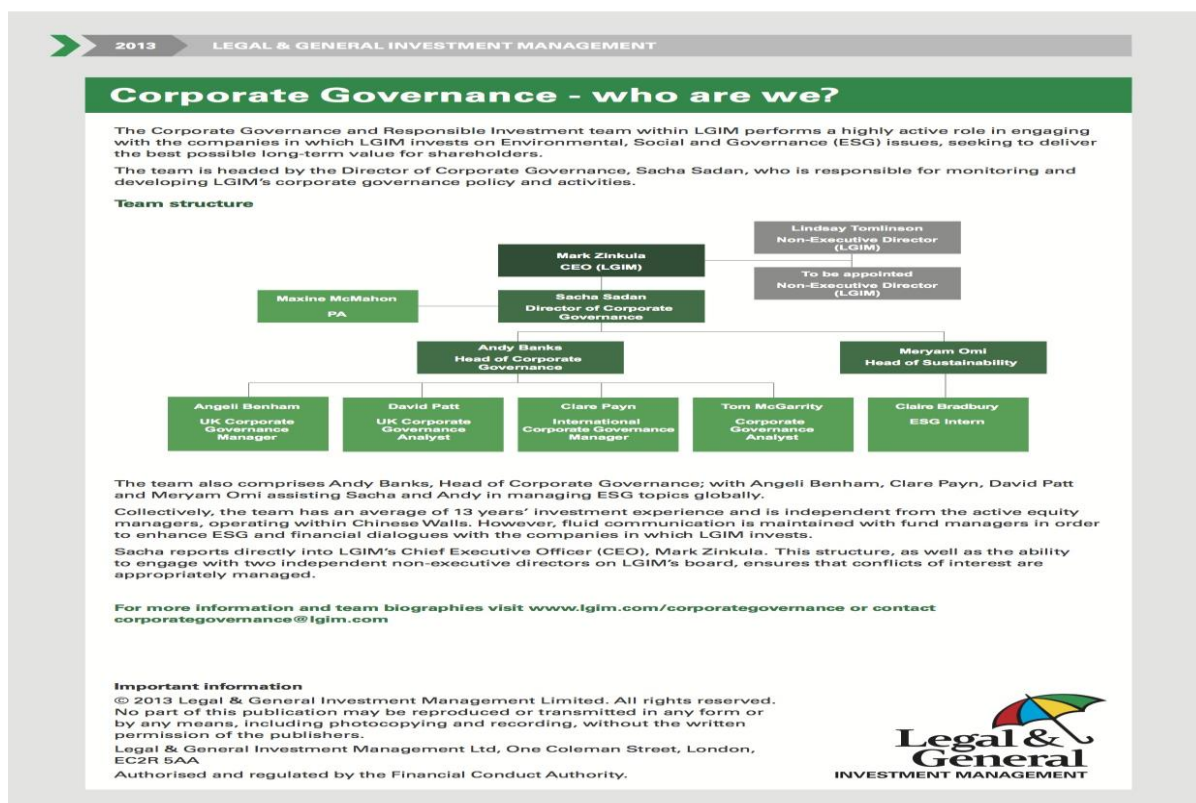 2013 LEGAL & GENERAL INVESTMENT MANAGEMENT
Corporate Governance - who are we?
The Corporate Governance and Responsible Investment team within LGIM performs a highly active role in engaging
with the companies in which LGIM invests on Environmental, Social and Governance (ESG) issues, seeking to deliver
the best possible long-term value for shareholders.
The team is headed by the Director of Corporate Governance, Sacha Sadan, who is responsible for monitoring and
developing LGIM's corporate governance policy and activities.
Team structure
Lindsay Tomlinson
Non-Executive Director
(LGIM)
Mark Zinkula
CEO (LGIM)
To be appointed
Non-Executive Director
(LGIM)
Maxine McMahon
PA
Sacha Sadan
Director of Corporate
Governance
Andy Banks
Head of Corporate
Governance
Meryam Omi
Head of Sustainability
Angeli Benham
UK Corporate
Governance
Manager
David Patt
UK Corporate
Governance
Analyst
Clare Payn
International
Corporate Governance
Manager
Tom McGarrity
Corporate
Governance
Analyst
Claire Bradbury
ESG Intern
The team also comprises Andy Banks, Head of Corporate Governance; with Angeli Benham, Clare Payn, David Patt
and Meryam Omi assisting Sacha and Andy in managing ESG topics globally.
Collectively, the team has an average of 13 years' investment experience and is independent from the active equity
managers, operating within Chinese Walls. However, fluid communication is maintained with fund managers in order
to enhance ESG and financial dialogues with the companies in which LGIM invests.
Sacha reports directly into LGIM's Chief Executive Officer (CEO), Mark Zinkula. This structure, as well as the ability
to engage with two independent non-executive directors on LGIM's board, ensures that conflicts of interest are
appropriately managed.
For more information and team biographies visit www.lgim.com/corporategovernance or contact
corporategovernance@lgim.com
Important information
© 2013 Legal & General Investment Management Limited. All rights reserved.
No part of this publication may be reproduced or transmitted in any form or
by any means, including photocopying and recording, without the written
permission of the publishers.
Legal & General Investment Management Ltd, One Coleman Street, London,
EC2R 5AA
Authorised and regulated by the Financial Conduct Authority.
Legal &
General
INVESTMENT MANAGEMENT